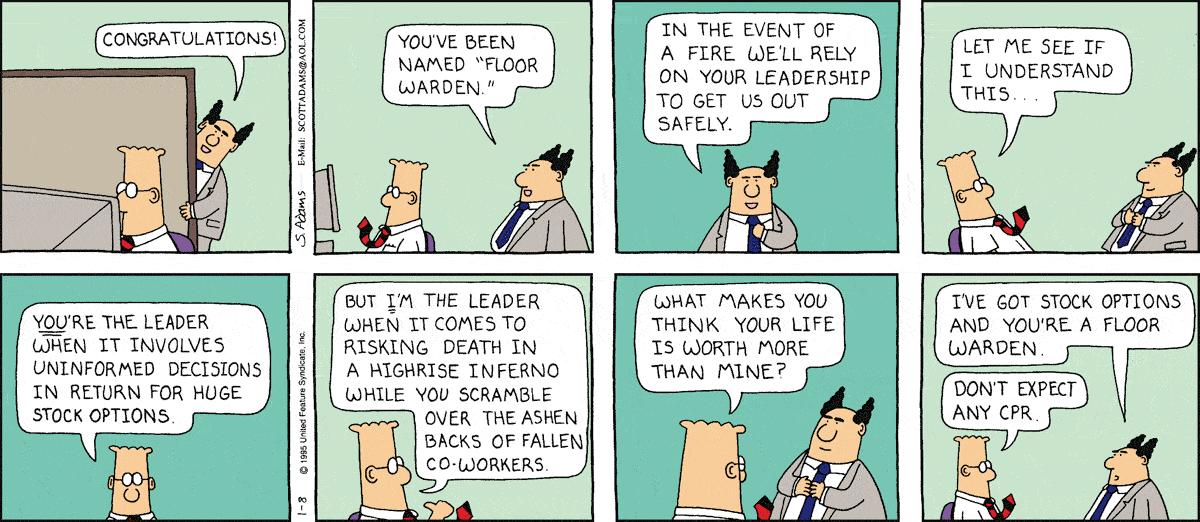 CONGRATULATIONS!
S. Adams E-Mail: SCOTTADAMS@AOL.COM
YOU'VE BEEN
NAMED "FLOOR
WARDEN."
IN THE EVENT OF
A FIRE WE'LL RELY
ON YOUR LEADERSHIP
TO GET US OUT
SAFELY.
LET ME SEE IF
I UNDERSTAND
THIS...
YOU'RE THE LEADER
WHEN IT INVOLVES
UNINFORMED DECISIONS
IN RETURN FOR HUGE
STOCK OPTIONS.
1-8 © 1995 United Feature Syndicate, Inc.
BUT I'M THE LEADER
WHEN IT COMES TO
RISKING DEATH IN
A HIGHRISE INFERNO
WHILE YOU SCRAMBLE
OVER THE ASHEN
BACKS OF FALLEN
CO-WORKERS.
WHAT MAKES YOU
THINK YOUR LIFE
IS WORTH MORE
THAN MINE?
I'VE GOT STOCK OPTIONS
AND YOU'RE A FLOOR
WARDEN.
DON'T EXPECT
ANY CPR.